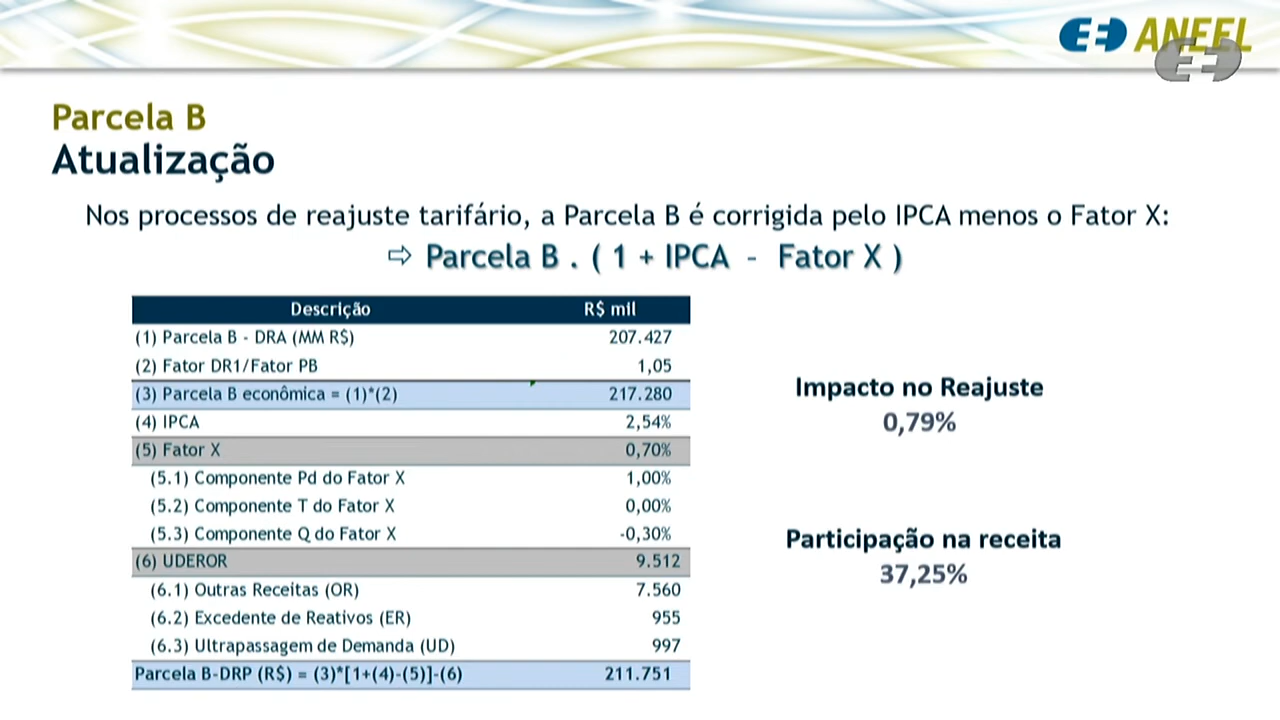 ANEEL
Parcela B
Atualização
Nos processos de reajuste tarifário, a Parcela B é corrigida pelo IPCA menos o Fator X:
⇨ Parcela B . ( 1 + IPCA - Fator X )
Descrição R$ mil
(1) Parcela B - DRA (MM R$) 207.427
(2) Fator DR1/Fator PB 1,05
(3) Parcela B econômica = (1)*(2) 217.280
(4) IPCA 2,54%
(5) Fator X 0,70%
(5.1) Componente Pd do Fator X 1,00%
(5.2) Componente T do Fator X 0,00%
(5.3) Componente Q do Fator X -0,30%
(6) UDEROR 9.512
(6.1) Outras Receitas (OR) 7.560
(6.2) Excedente de Reativos (ER) 955
(6.3) Ultrapassagem de Demanda (UD) 997
Parcela B-DRP (R$) = (3)*[1+(4)-(5)]-(6) 211.751
Impacto no Reajuste
0,79%
Participação na receita
37,25%